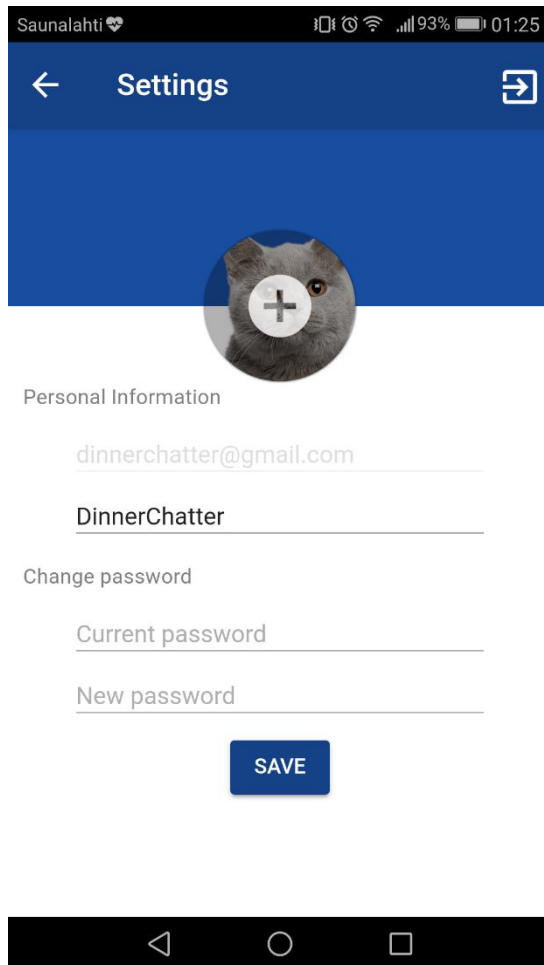 Saunalahti 93% 01:25
Settings
Personal Information
dinnerchatter@gmail.com
DinnerChatter
Change password
Current password
New password
SAVE